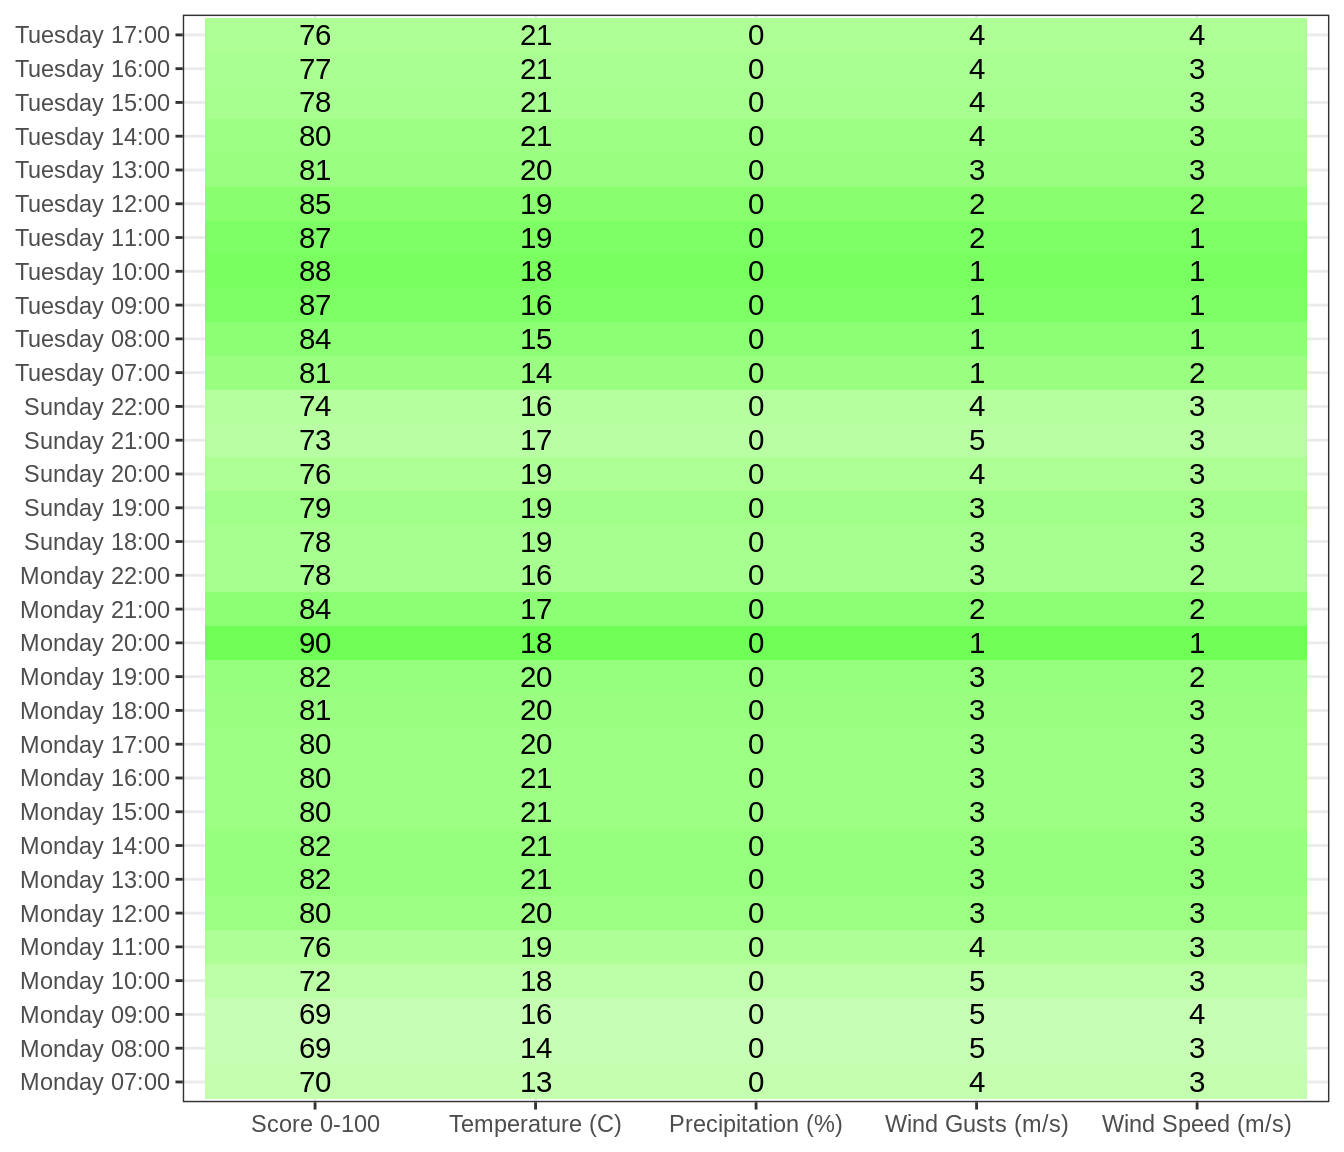 Tuesday 17:00 76 21 0 4 4
Tuesday 16:00 77 21 0 4 3
Tuesday 15:00 78 21 0 4 3
Tuesday 14:00 80 21 0 4 3
Tuesday 13:00 81 20 0 3 3
Tuesday 12:00 85 19 0 2 2
Tuesday 11:00 87 19 0 2 1
Tuesday 10:00 88 18 0 1 1
Tuesday 09:00 87 16 0 1 1
Tuesday 08:00 84 15 0 1 1
Tuesday 07:00 81 14 0 1 2
Sunday 22:00 74 16 0 4 3
Sunday 21:00 73 17 0 5 3
Sunday 20:00 76 19 0 4 3
Sunday 19:00 79 19 0 3 3
Sunday 18:00 78 19 0 3 3
Monday 22:00 78 16 0 3 2
Monday 21:00 84 17 0 2 2
Monday 20:00 90 18 0 1 1
Monday 19:00 82 20 0 3 2
Monday 18:00 81 20 0 3 3
Monday 17:00 80 20 0 3 3
Monday 16:00 80 21 0 3 3
Monday 15:00 80 21 0 3 3
Monday 14:00 82 21 0 3 3
Monday 13:00 82 21 0 3 3
Monday 12:00 80 20 0 3 3
Monday 11:00 76 19 0 4 3
Monday 10:00 72 18 0 5 3
Monday 09:00 69 16 0 5 4
Monday 08:00 69 14 0 5 3
Monday 07:00 70 13 0 4 3
Score 0-100 Temperature (C) Precipitation (%) Wind Gusts (m/s) Wind Speed (m/s)